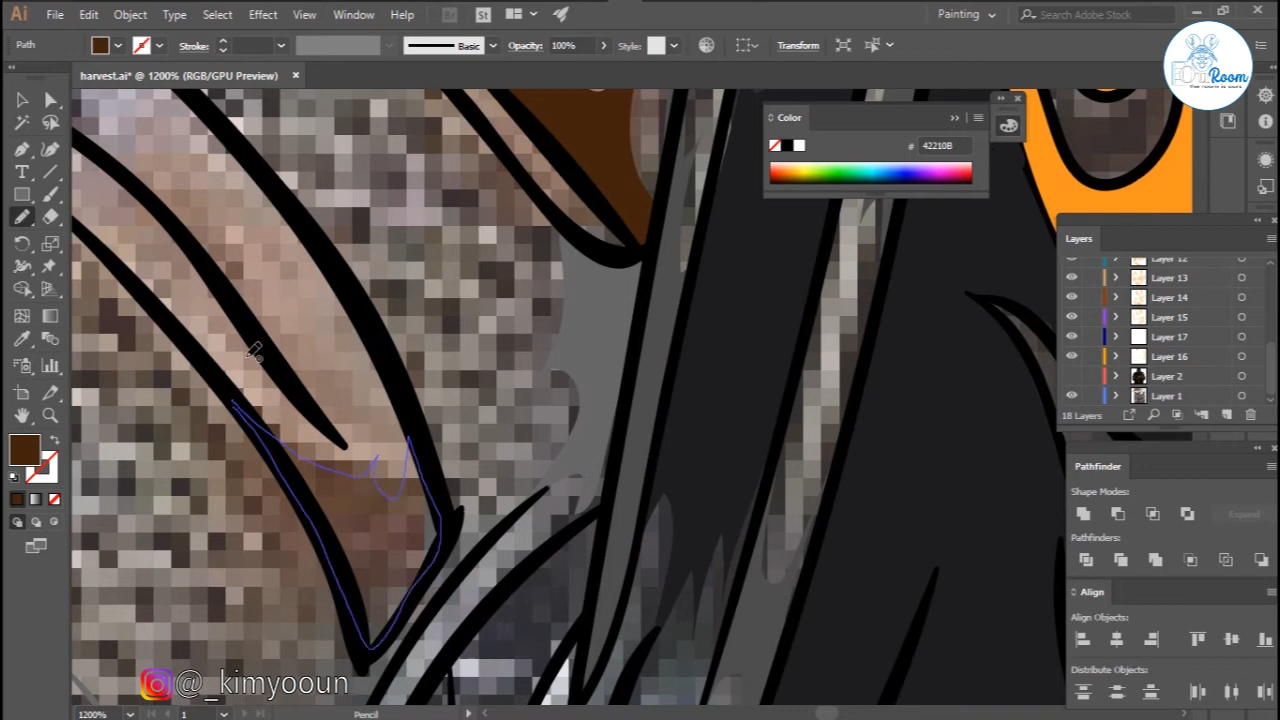 Ai File Edit Object Type Select Effect View Window Help Br St Painting Search Adobe Stock
Path Stroke: Basic Opacity: 100% Style: Transform
harvest.ai* @ 1200% (RGB/GPU Preview) ×
Room
Color
# 42210B
Layers
Layer 12
Layer 13
Layer 14
Layer 15
Layer 17
Layer 16
Layer 2
Layer 1
18 Layers
Pathfinder
Shape Modes:
Expand
Pathfinders:
Align
Align Objects:
Distribute Objects:
@_kimyooun
1200% 1 Pencil